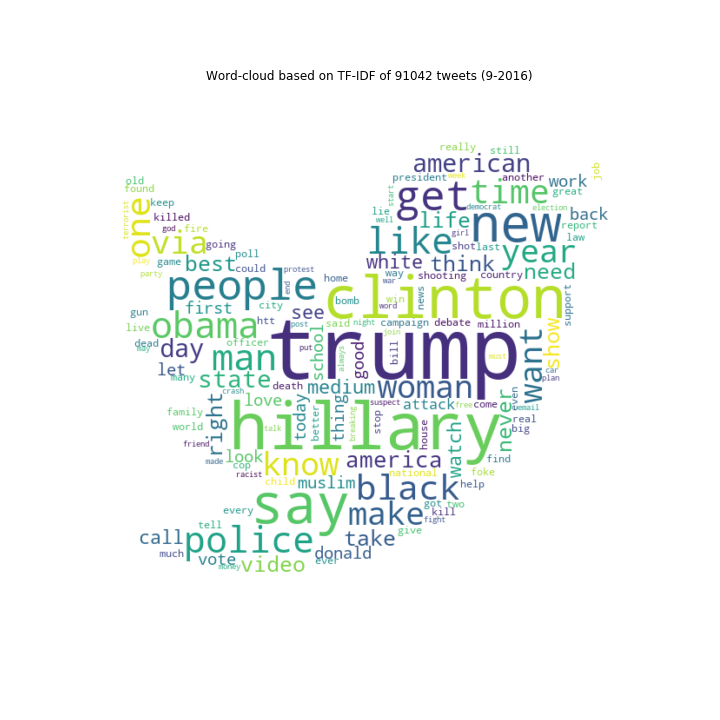 Word-cloud based on TF-IDF of 91042 tweets (9-2016)
really
still
american
job
old
found
keep
president
week
another
work
great
terrorist
one
killed
god
fire
via
going
start
get
time
lie
well
democrat
election
new
back
report
law
like
life
girl
year
game
best
poll
could
protest
white
think
shot
last
need
play
party
people
end
home
way
war
shooting
country
support
city
bomb
win
news
clinton
word
gun
first
see
obama
htt
post
said
night
campaign
debate
million
live
officer
join
show
want
dead
may
day
man
school
always
put
good
trump
bill
must
let
many
state
death
medium
woman
car
plan
crash
love
today
better
thing
suspect
attack
free
come
never
even
email
family
right
hillary
breaking
stop
house
watch
real
big
world
talk
friend
look
made
cop
racist
know
america
find
child
muslim
national
foke
help
every
say
black
got
two
tell
make
kill
fight
give
call
police
take
much
vote
video
donald
ever
money